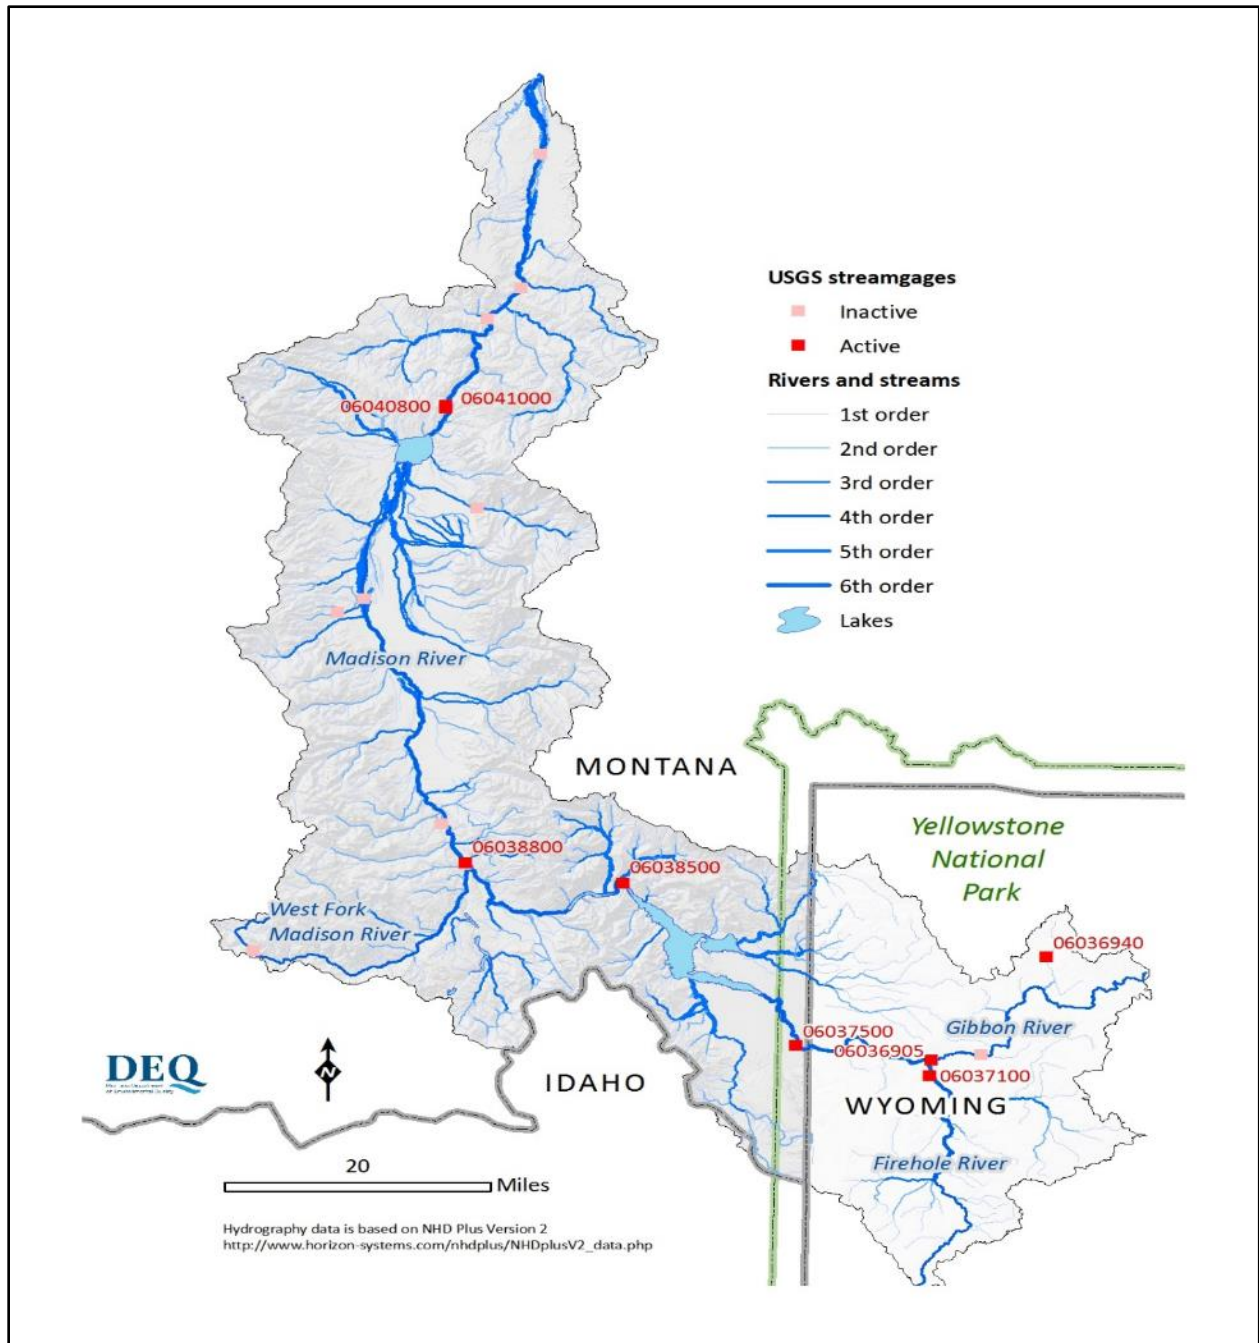 USGS streamgages
Inactive
Active
Rivers and streams
1st order
2nd order
3rd order
4th order
5th order
6th order
Lakes
06040800
06041000
Madison River
MONTANA
Yellowstone
National
Park
06038800
06038500
West Fork
Madison River
06036940
Gibbon River
06037500
06036905
06037100
DEQ
N
IDAHO
WYOMING
Firehole River
20
Miles
Hydrography data is based on NHD Plus Version 2
http://www.horizon-systems.com/nhdplus/NHDplusV2_data.php